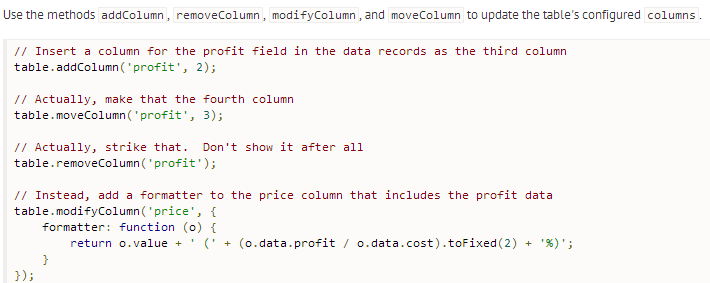 Use the methods addColumn, removeColumn, modifyColumn, and moveColumn to update the table's configured columns.
// Insert a column for the profit field in the data records as the third column
table.addColumn('profit', 2);
// Actually, make that the fourth column
table.moveColumn('profit', 3);
// Actually, strike that.  Don't show it after all
table.removeColumn('profit');
// Instead, add a formatter to the price column that includes the profit data
table.modifyColumn('price', {
    formatter: function (o) {
        return o.value + ' (' + (o.data.profit / o.data.cost).toFixed(2) + '%)';
    }
});